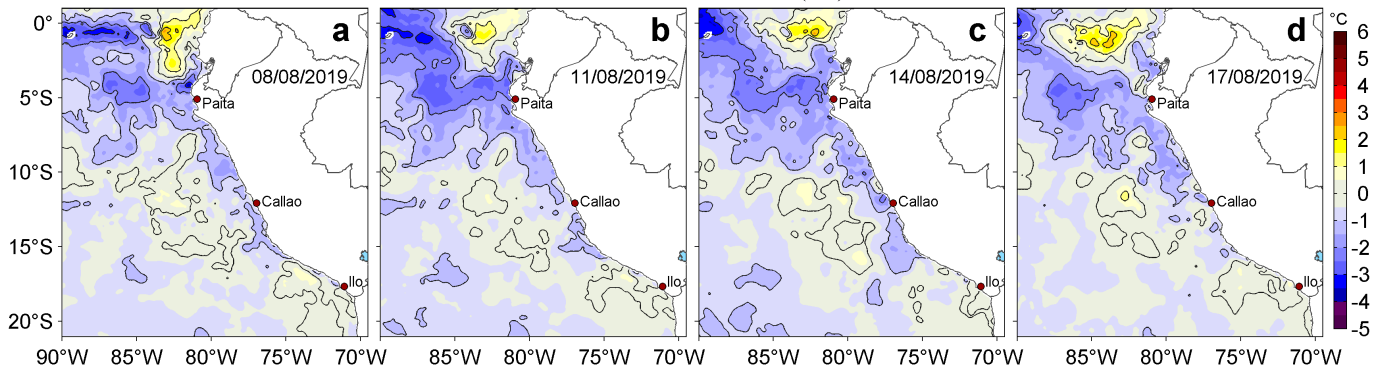 a b c d °C
08/08/2019 11/08/2019 14/08/2019 17/08/2019
0° 5°S 10°S 15°S 20°S
Paita Paita Paita Paita
Callao Callao Callao Callao
Ilo Ilo Ilo Ilo
90°W 85°W 80°W 75°W 70°W 85°W 80°W 75°W 70°W 85°W 80°W 75°W 70°W 85°W 80°W 75°W 70°W
6
5
4
3
2
1
0
-1
-2
-3
-4
-5